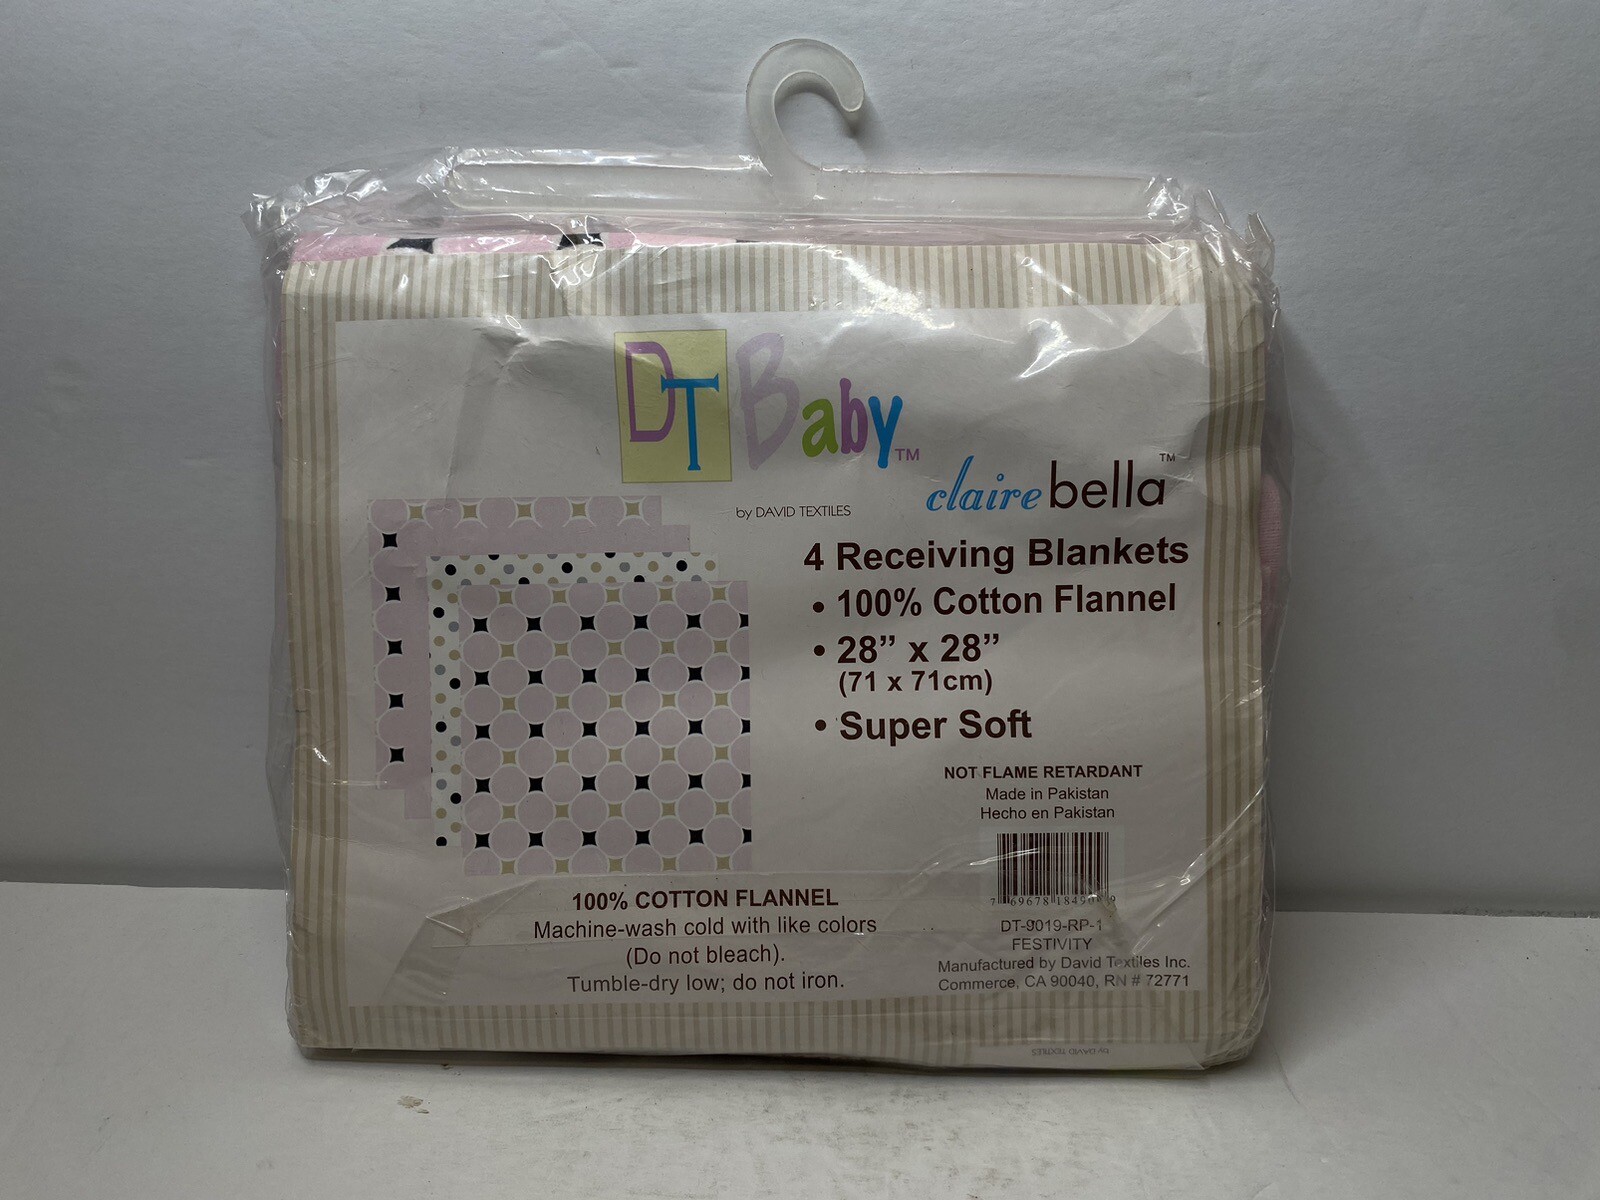 DT Baby™
by DAVID TEXTILES
claire bella™
4 Receiving Blankets
• 100% Cotton Flannel
• 28” x 28”
(71 x 71cm)
• Super Soft
NOT FLAME RETARDANT
Made in Pakistan
Hecho en Pakistan
100% COTTON FLANNEL
Machine-wash cold with like colors
(Do not bleach).
Tumble-dry low; do not iron.
DT-9019-RP-1
FESTIVITY
Manufactured by David Textiles Inc.
Commerce, CA 90040, RN # 72771
by DAVID TEXTILES